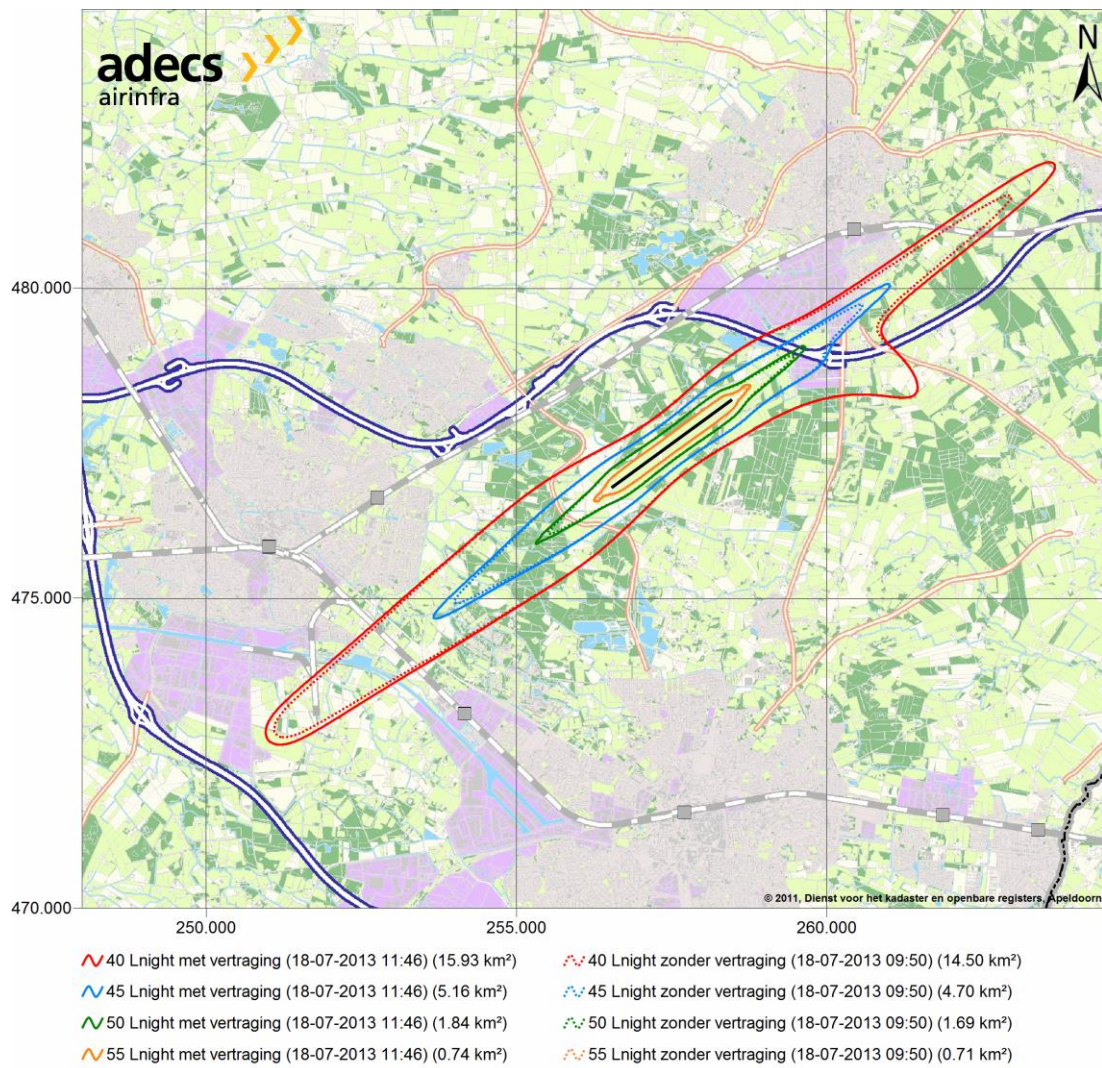 adecs
airinfra
N
480.000
475.000
470.000
© 2011, Dienst voor het kadaster en openbare registers, Apeldoorn
250.000 255.000 260.000
40 Lnight met vertraging (18-07-2013 11:46) (15.93 km²)
45 Lnight met vertraging (18-07-2013 11:46) (5.16 km²)
50 Lnight met vertraging (18-07-2013 11:46) (1.84 km²)
55 Lnight met vertraging (18-07-2013 11:46) (0.74 km²)
40 Lnight zonder vertraging (18-07-2013 09:50) (14.50 km²)
45 Lnight zonder vertraging (18-07-2013 09:50) (4.70 km²)
50 Lnight zonder vertraging (18-07-2013 09:50) (1.69 km²)
55 Lnight zonder vertraging (18-07-2013 09:50) (0.71 km²)